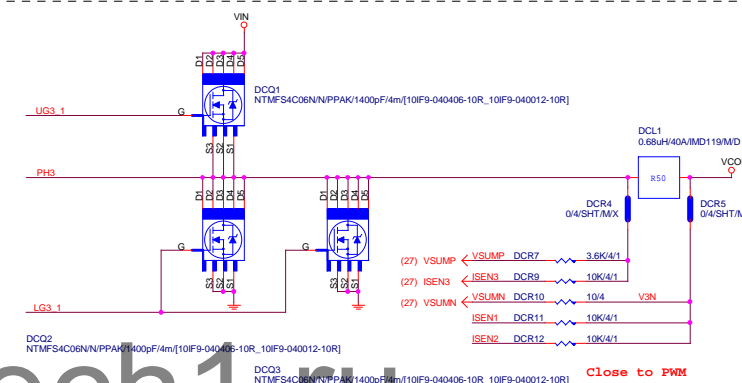 VIN
D1 D2 D3 D4 D5
DCQ1
NTMFS4C06N/N/PPAK/1400pF/4m/[10IF9-040406-10R_10IF9-040012-10R]
UG3_1
G
S3 S2 S1
DCL1
0.68uH/40A/IMD119/M/D
VCO
PH3
R50
D1 D2 D3 D4 D5
D1 D2 D3 D4 D5
DCR4
0/4/SHT/M/X
DCR5
0/4/SHT/M
G
G
(27) VSUMP VSUMP DCR7 3.6K/4/1
(27) ISEN3 ISEN3 DCR9 10K/4/1
(27) VSUMN VSUMN DCR10 10/4 V3N
S3 S2 S1
S3 S2 S1
LG3_1
ISEN1 DCR11 10K/4/1
ISEN2 DCR12 10K/4/1
DCQ2
NTMFS4C06N/N/PPAK/1400pF/4m/[10IF9-040406-10R_10IF9-040012-10R]
DCQ3
NTMFS4C06N/N/PPAK/1400pF/4m/[10IF9-040406-10R_10IF9-040012-10R]
Close to PWM